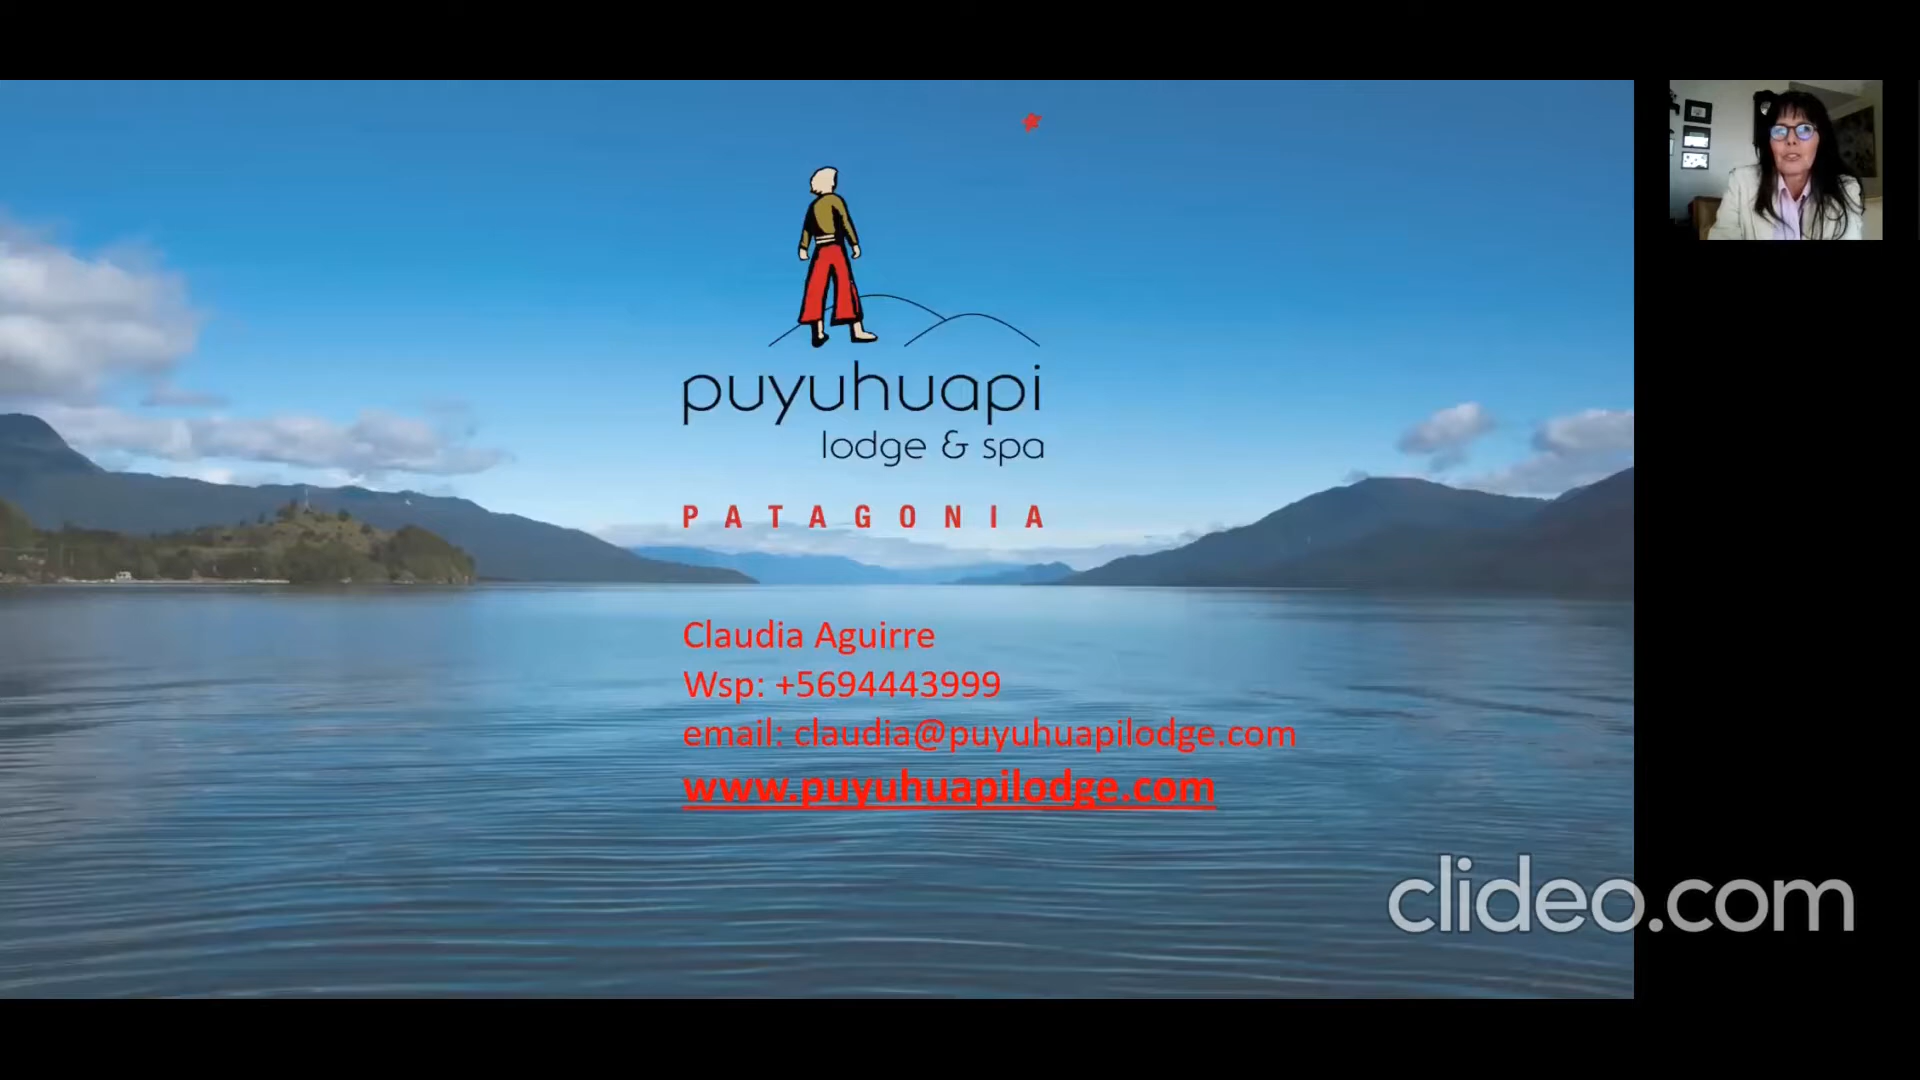 puyuhuapi
lodge & spa
PATAGONIA
Claudia Aguirre
Wsp: +5694443999
email: claudia@puyuhuapilodge.com
www.puyuhuapilodge.com
clideo.com